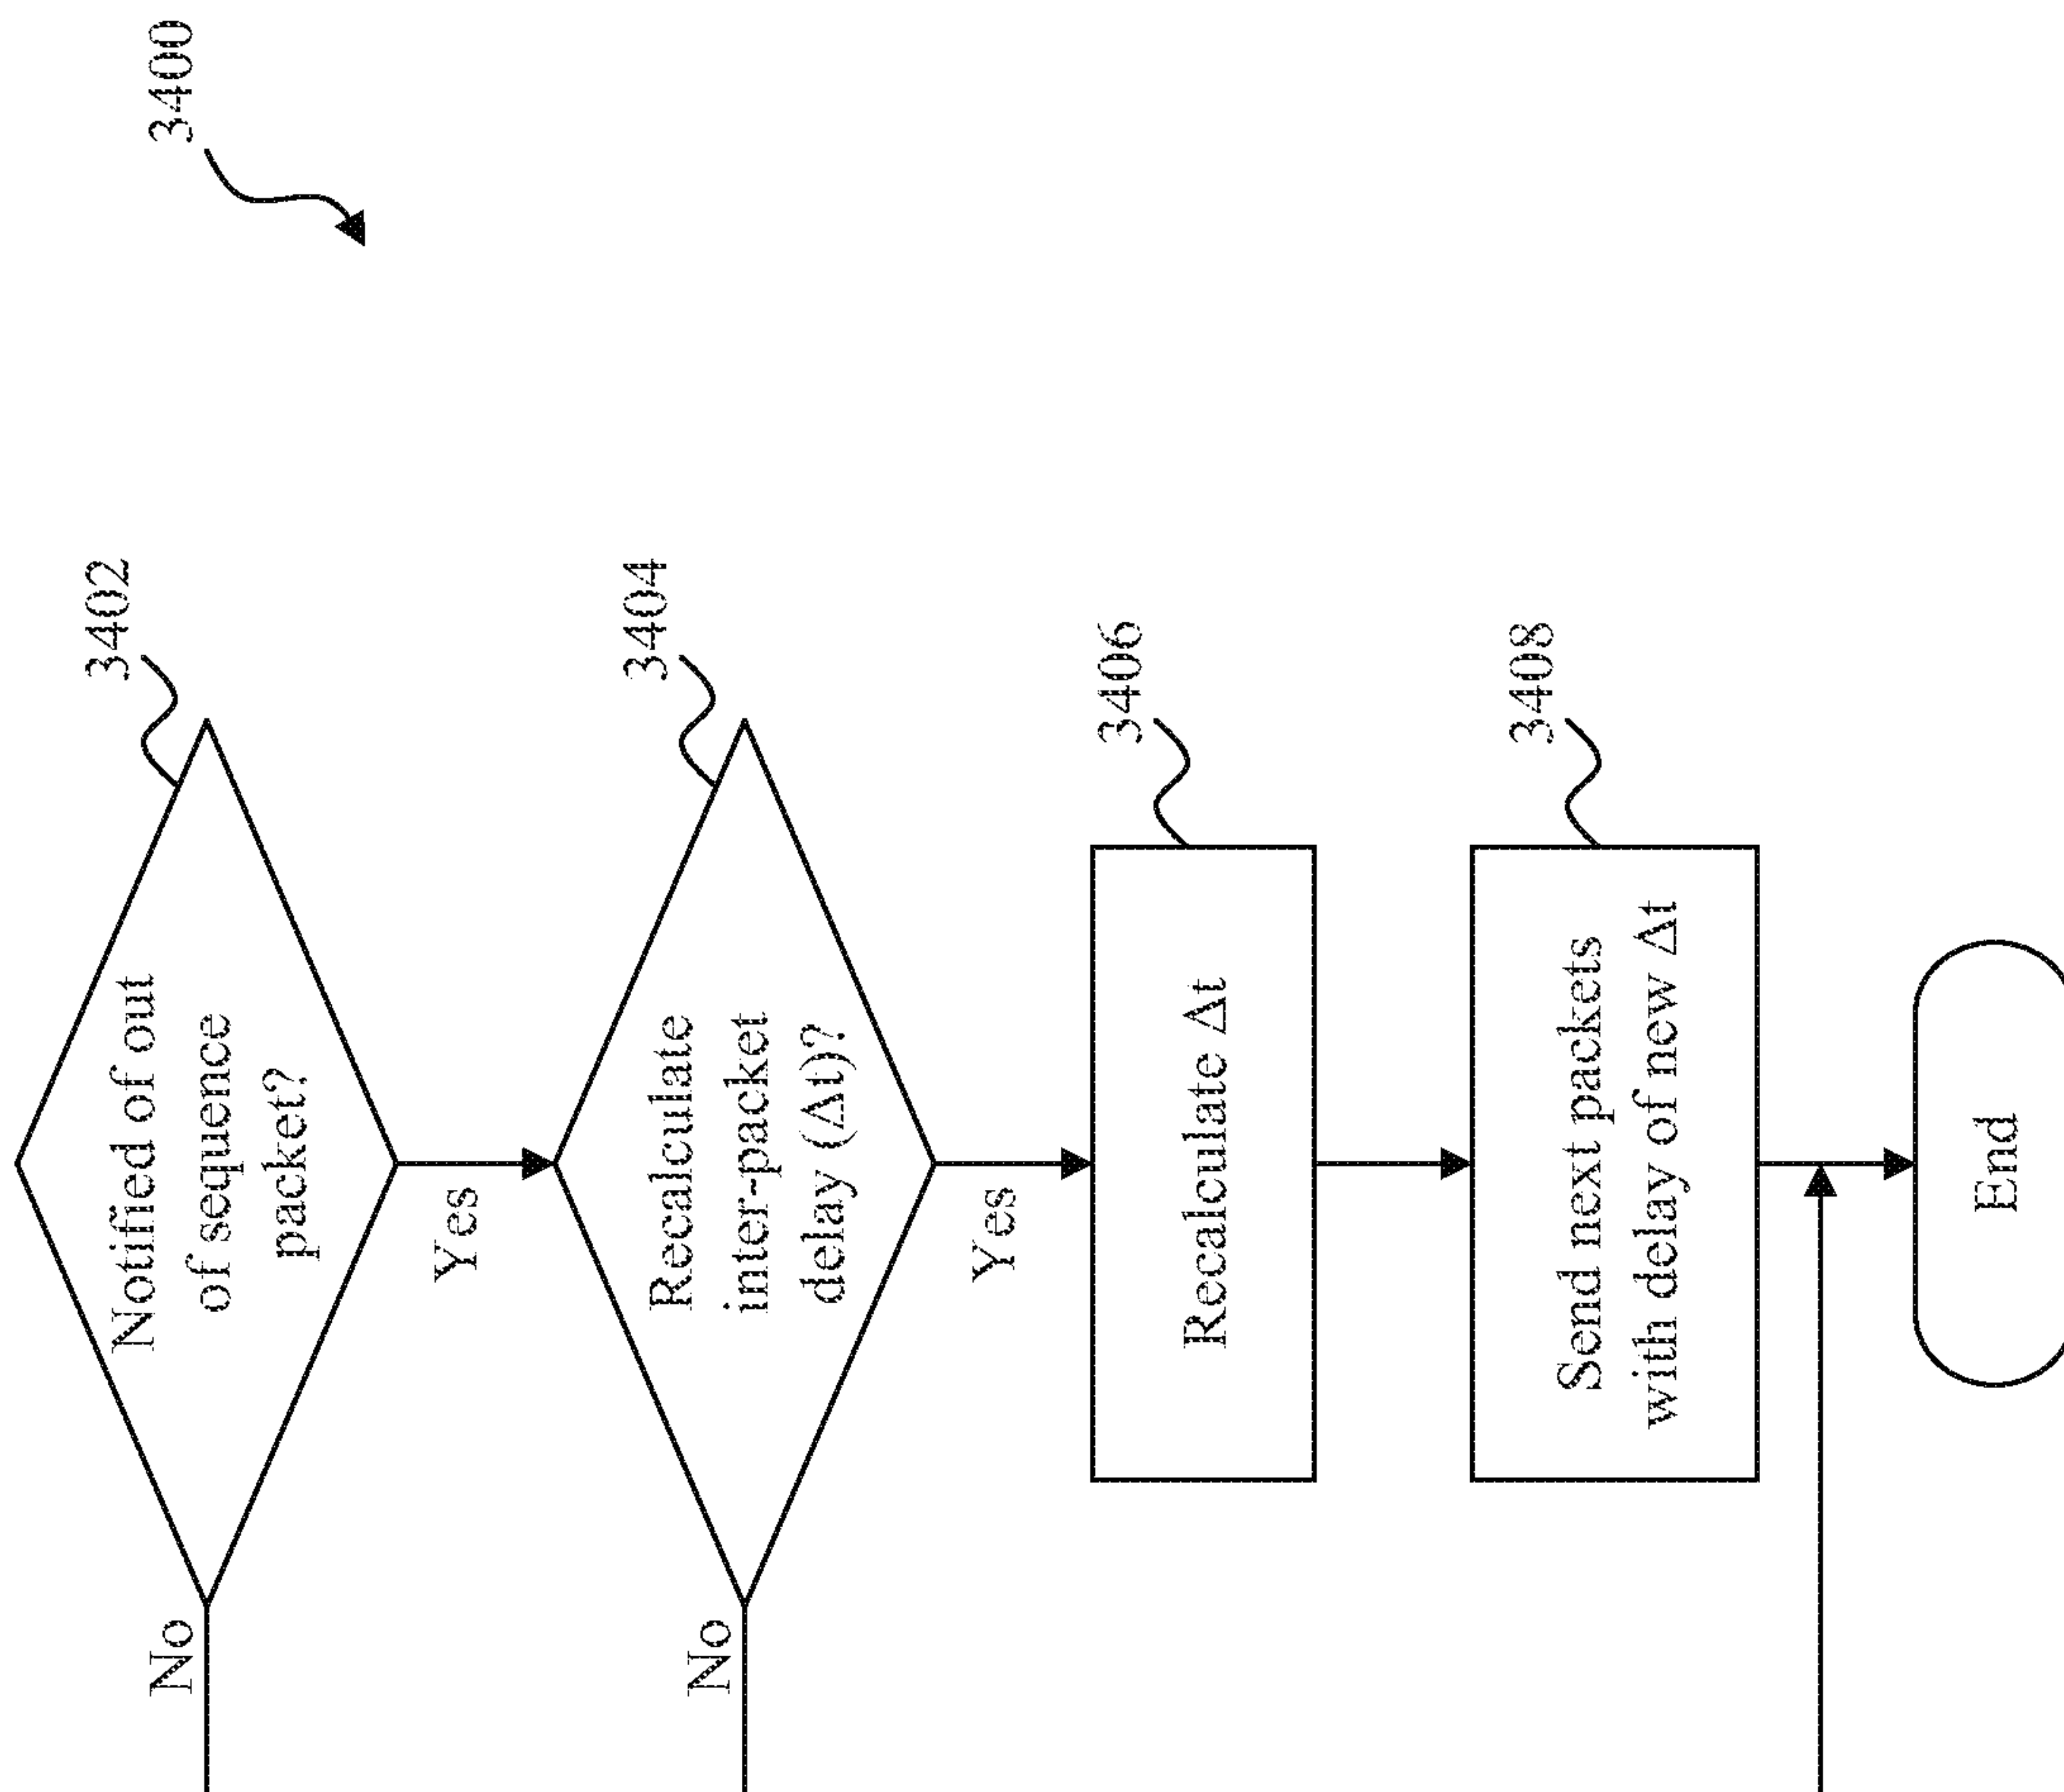 3400
3402
Notified of out
of sequence
packet?
No
Yes
3404
Recalculate
inter-packet
delay (Δt)?
No
Yes
3406
Recalculate Δt
3408
Send next packets
with delay of new Δt
End